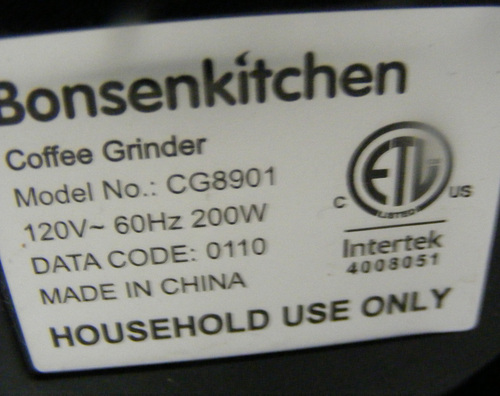 Bonsenkitchen
Coffee Grinder
Model No.: CG8901
120V~ 60Hz 200W
DATA CODE: 0110
MADE IN CHINA
HOUSEHOLD USE ONLY
ETL
LISTED
C US
Intertek
4008051